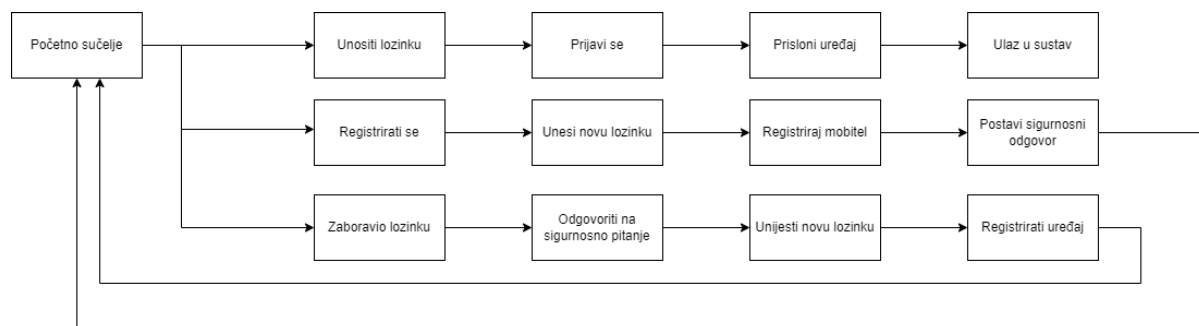 Početno sučelje
Unositi lozinku
Prijavi se
Prisloni uređaj
Ulaz u sustav
Registrirati se
Unesi novu lozinku
Registriraj mobitel
Postavi sigurnosni
odgovor
Zaboravio lozinku
Odgovoriti na
sigurnosno pitanje
Unijesti novu lozinku
Registrirati uređaj